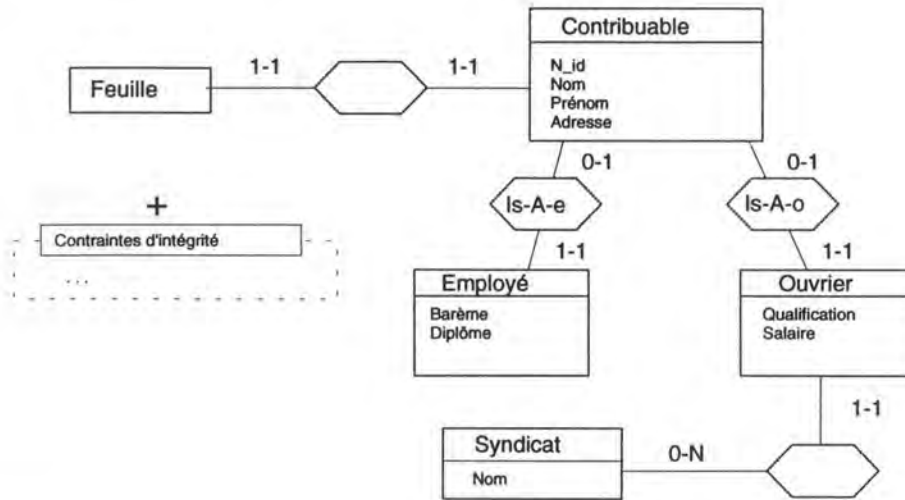 Contribuable
N_id
Nom
Prénom
Adresse
Feuille
1-1
1-1
0-1
0-1
Is-A-e
Is-A-o
+
Contraintes d'intégrité
...
1-1
1-1
Employé
Barème
Diplôme
Ouvrier
Qualification
Salaire
1-1
Syndicat
Nom
0-N